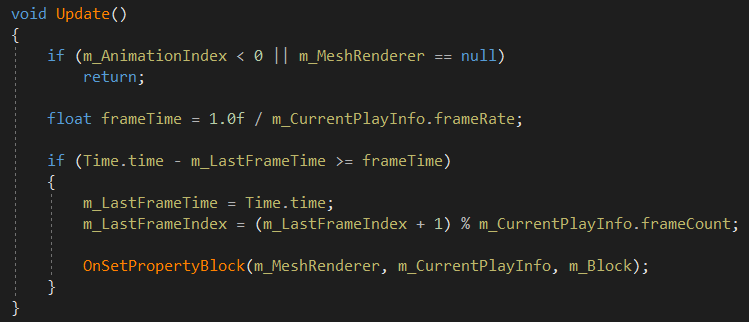 void Update()
{
    if (m_AnimationIndex < 0 || m_MeshRenderer == null)
        return;

    float frameTime = 1.0f / m_CurrentPlayInfo.frameRate;

    if (Time.time - m_LastFrameTime >= frameTime)
    {
        m_LastFrameTime = Time.time;
        m_LastFrameIndex = (m_LastFrameIndex + 1) % m_CurrentPlayInfo.frameCount;

        OnSetPropertyBlock(m_MeshRenderer, m_CurrentPlayInfo, m_Block);
    }
}